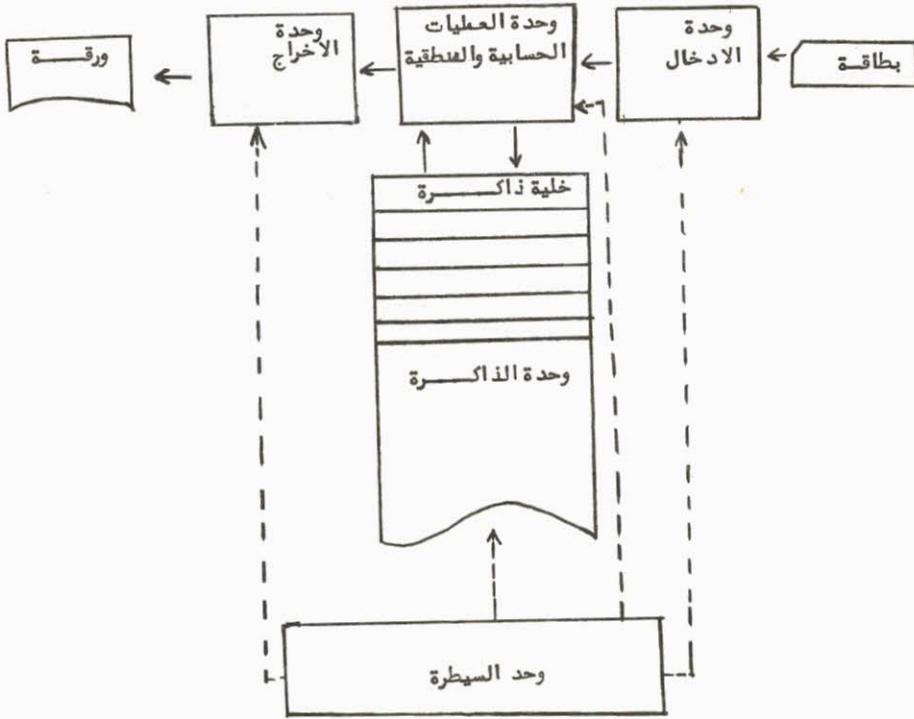 بطاقة
وحدة
الادخال
وحدة العمليات
الحسابية والمنطقية
وحدة
الاخراج
ورقة
خلية ذاكرة
وحدة الذاكرة
وحد السيطرة